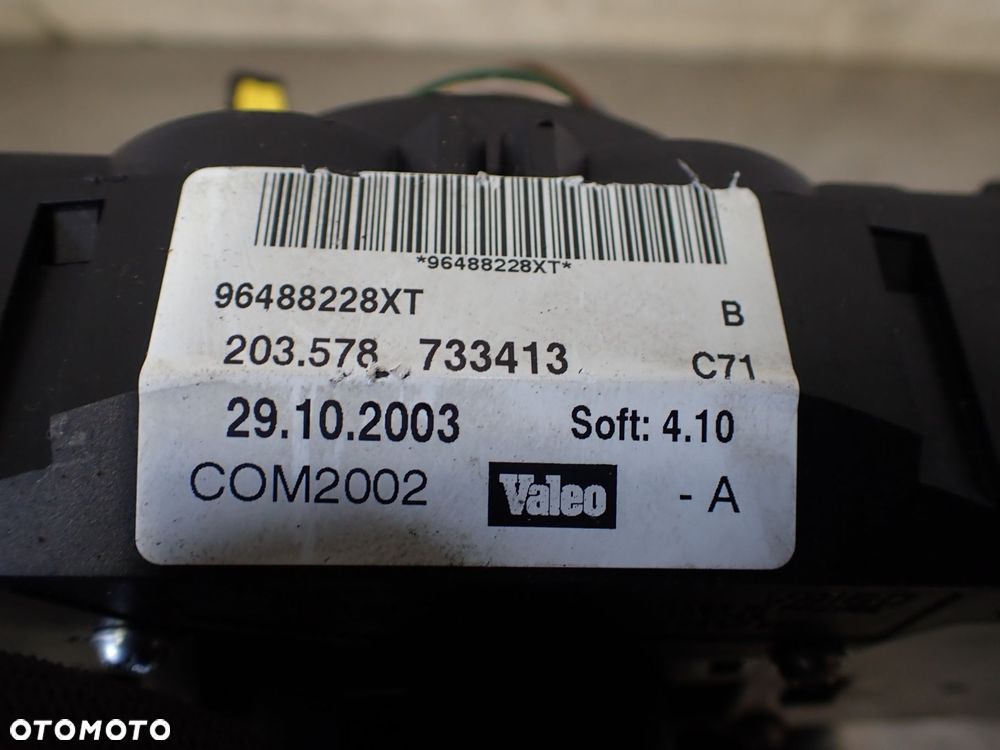 *96488228XT*
96488228XT B
203.578 733413 C71
29.10.2003 Soft: 4.10
COM2002 Valeo - A
OTOMOTO